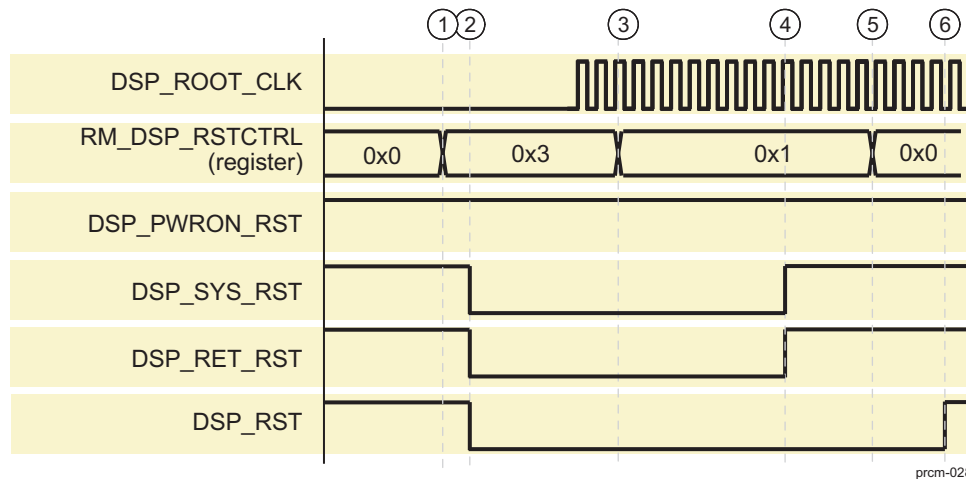 1 2 3 4 5 6
DSP_ROOT_CLK
RM_DSP_RSTCTRL
(register)
0x0 0x3 0x1 0x0
DSP_PWRON_RST
DSP_SYS_RST
DSP_RET_RST
DSP_RST